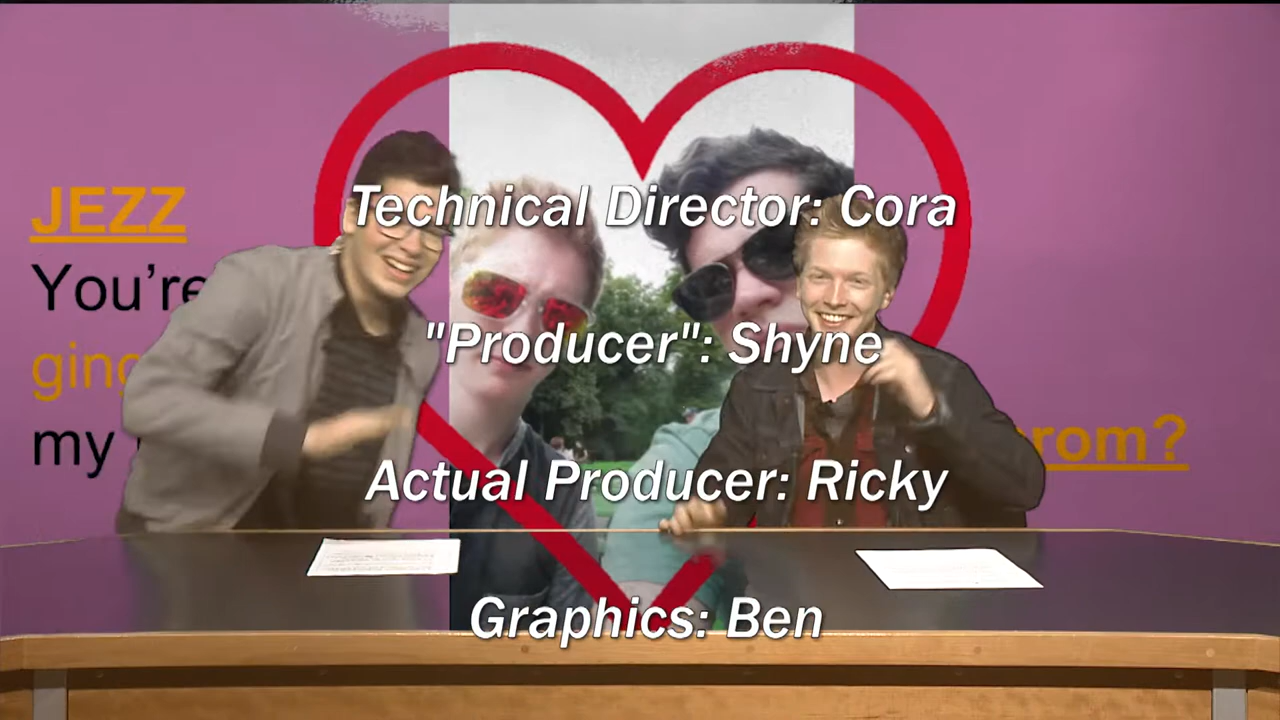 JEZZ
You're
my
prom?
Technical Director: Cora
"Producer": Shyne
Actual Producer: Ricky
Graphics: Ben